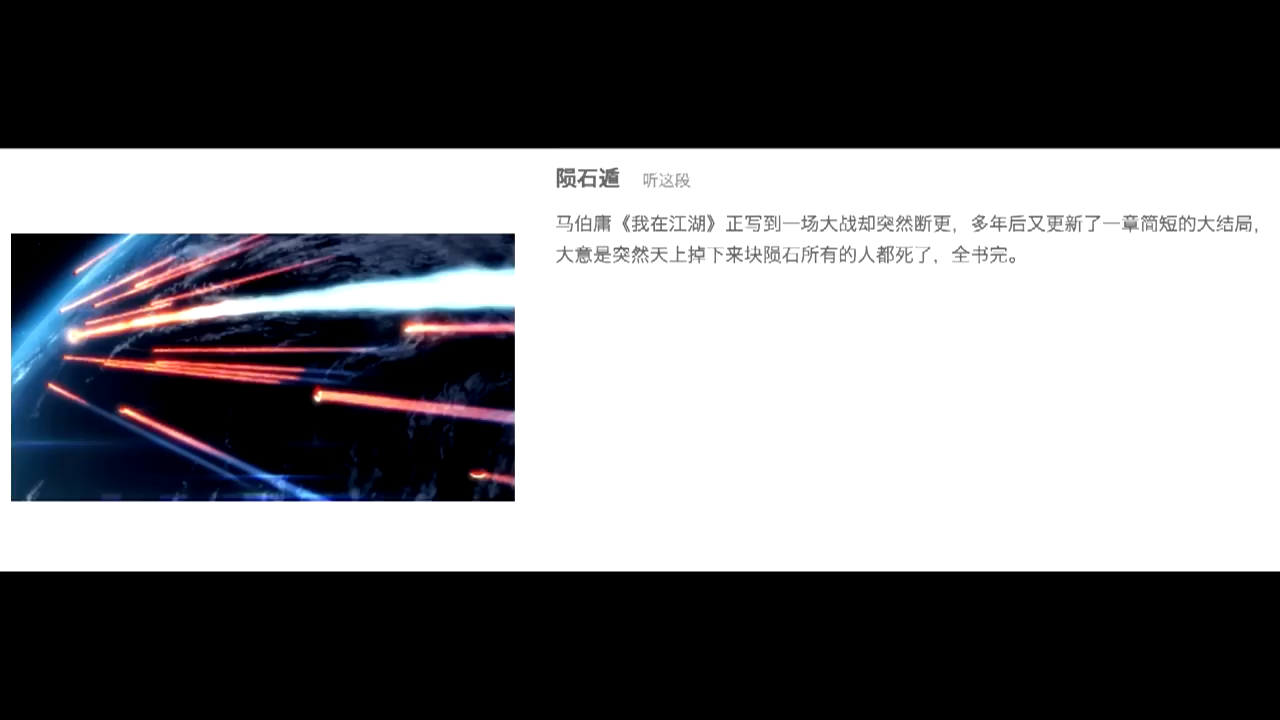 陨石遁 听这段
马伯庸《我在江湖》正写到一场大战却突然断更，多年后又更新了一章简短的大结局，
大意是突然天上掉下来块陨石所有的人都死了，全书完。